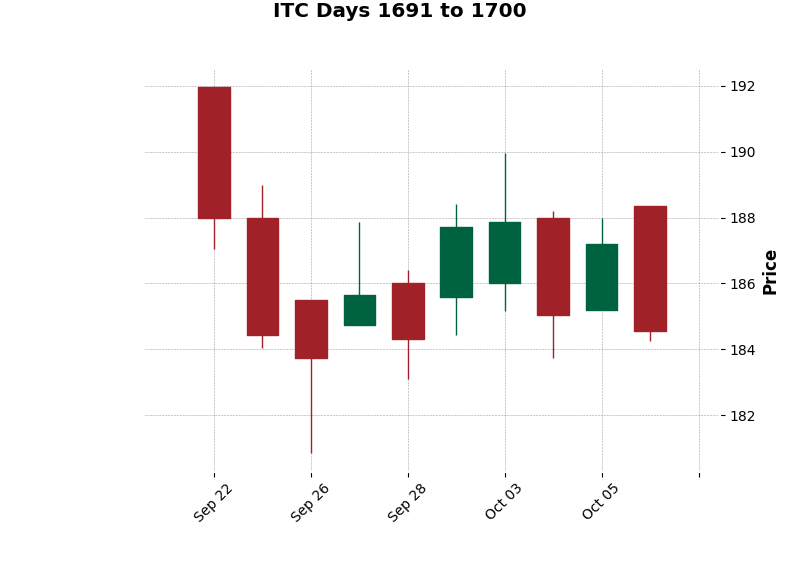 ITC Days 1691 to 1700
192
190
188
186
184
182
Price
Sep 22
Sep 26
Sep 28
Oct 03
Oct 05